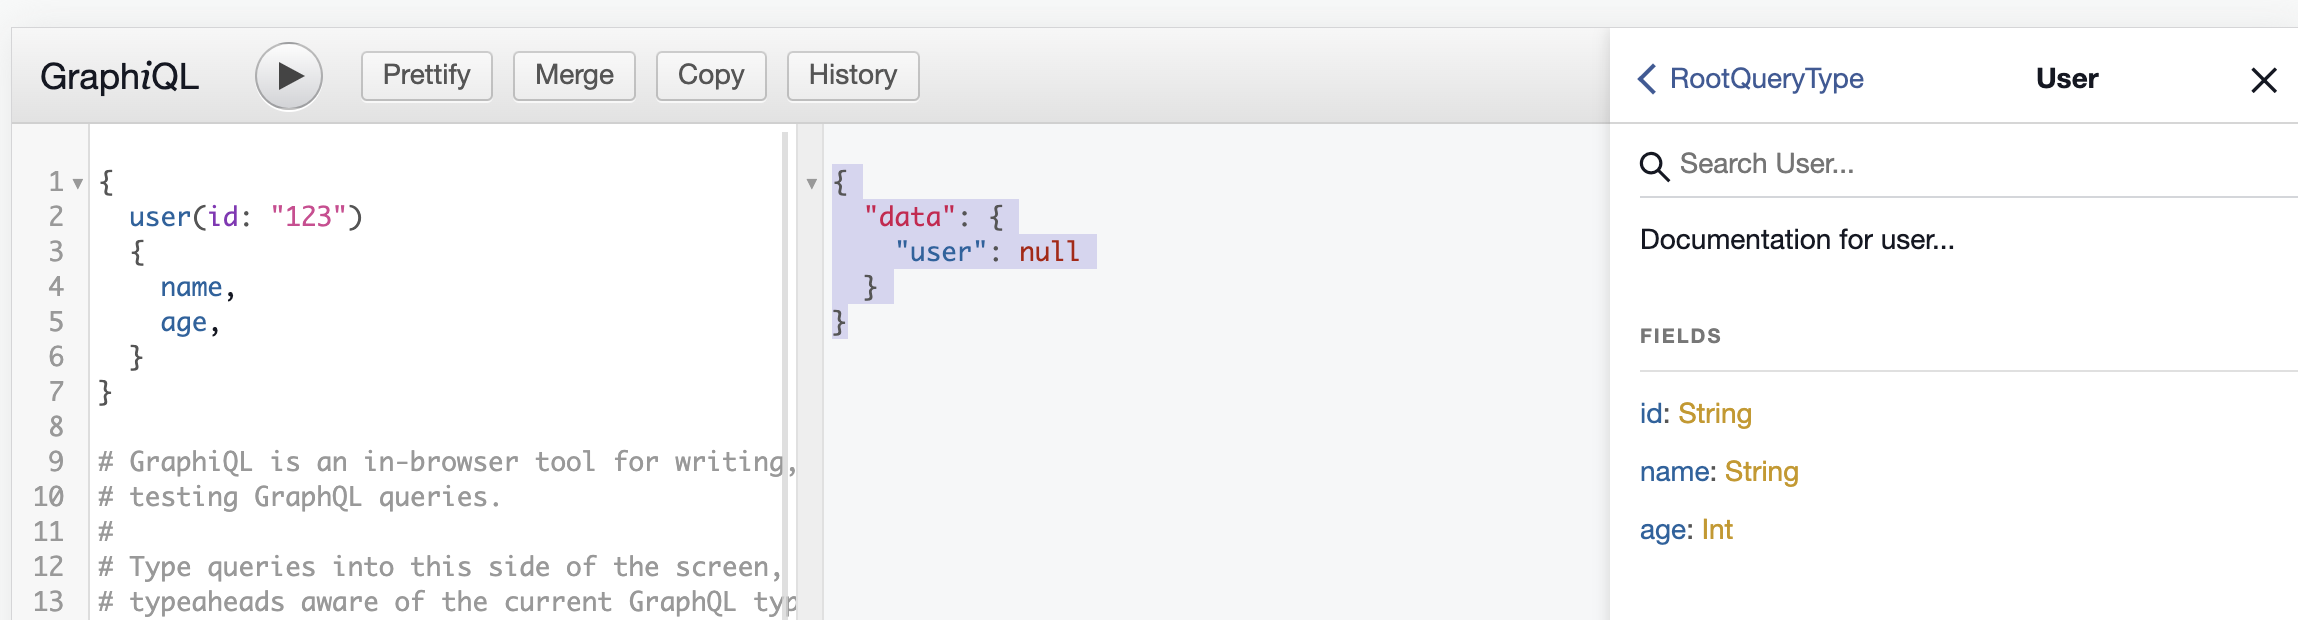 GraphiQL Prettify Merge Copy History
1 {
2 user(id: "123")
3 {
4 name,
5 age,
6 }
7 }
8
9 # GraphiQL is an in-browser tool for writing,
10 # testing GraphQL queries.
11 #
12 # Type queries into this side of the screen,
13 # typeaheads aware of the current GraphQL typ
{
"data": {
"user": null
}
}
RootQueryType User
Search User...
Documentation for user...
FIELDS
id: String
name: String
age: Int